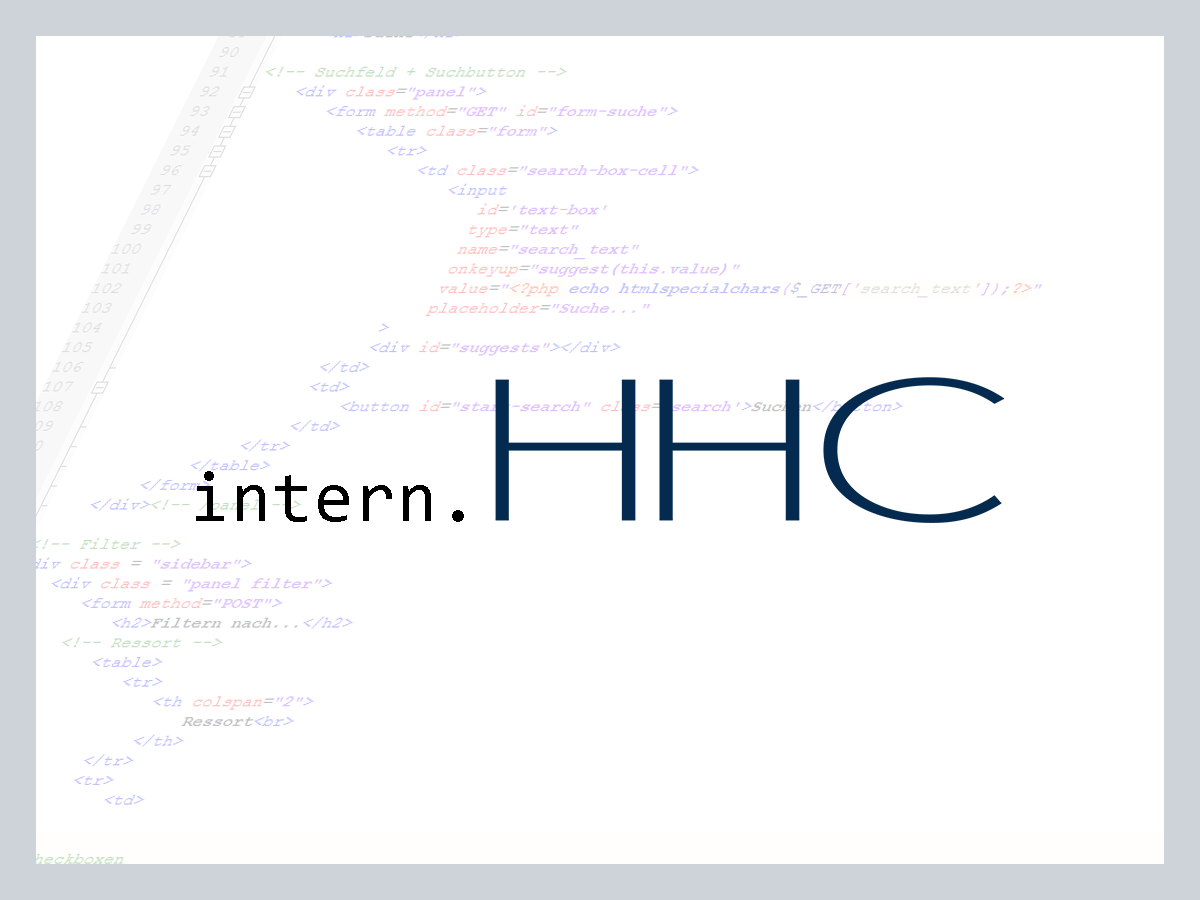 90
91 <!-- Suchfeld + Suchbutton -->
92 <div class="panel">
93 <form method="GET" id="form-suche">
94 <table class="form">
95 <tr>
96 <td class="search-box-cell">
97 <input
98 id='text-box'
99 type="text"
100 name="search_text"
101 onkeyup="suggest(this.value)"
102 value="<?php echo htmlspecialchars($_GET['search_text']);?>"
103 placeholder="Suche..."
104 >
105 <div id="suggests"></div>
106 </td>
107 <td>
108 <button id="start-search" class='search'>Suchen</button>
09 </td>
0 </tr>
</table>
</form>
</div><!-- /panel -->
intern.HHC
<!-- Filter -->
div class = "sidebar">
<div class = "panel filter">
<form method="POST">
<h2>Filtern nach...</h2>
<!-- Ressort -->
<table>
<tr>
<th colspan="2">
Ressort<br>
</th>
</tr>
<tr>
<td>
heckboxen